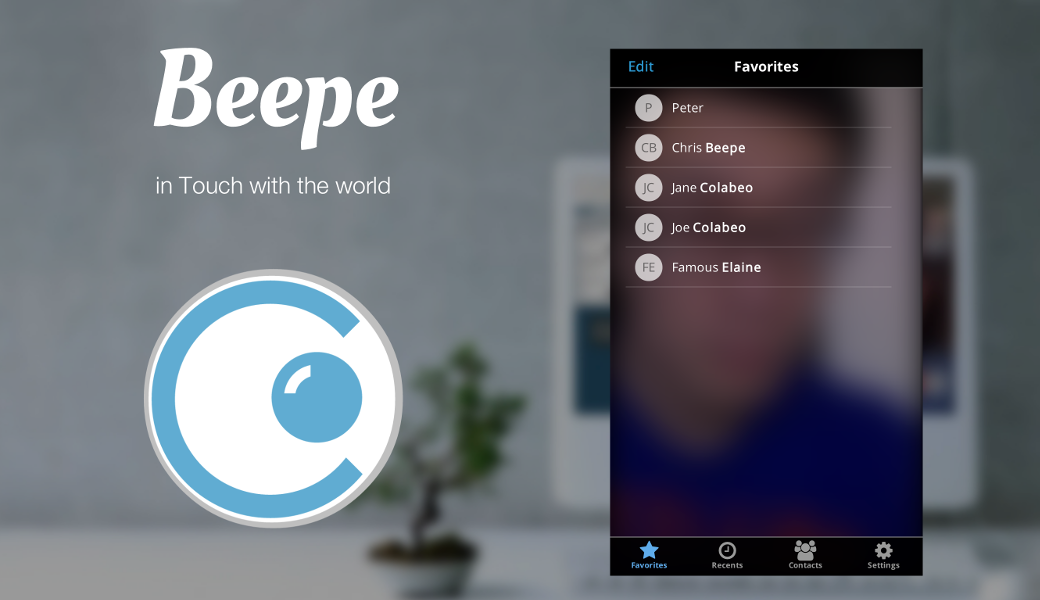 Beepe
in Touch with the world
Edit Favorites
P Peter
CB Chris Beepe
JC Jane Colabeo
JC Joe Colabeo
FE Famous Elaine
Favorites Recents Contacts Settings